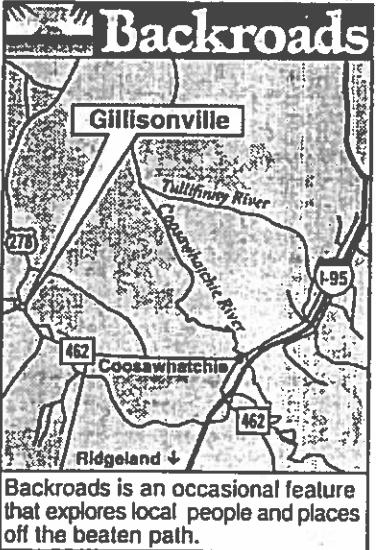 Backroads
Gillisonville
Tullifinney River
Coosawhatchie River
278
I-95
462
Coosawhatchie
462
Ridgeland ↓
Backroads is an occasional feature
that explores local people and places
off the beaten path.